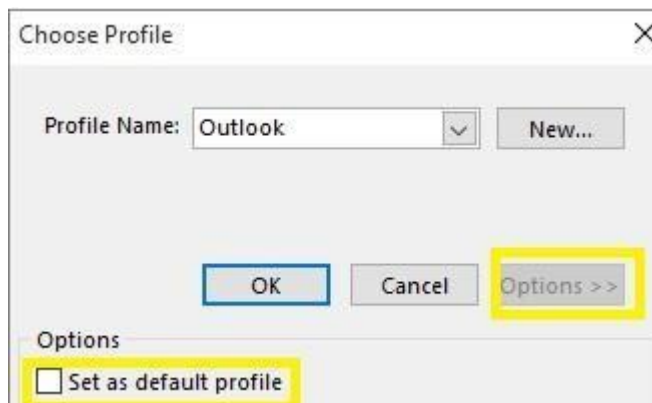 Choose Profile
Profile Name: Outlook New...
OK Cancel Options >>
Options
Set as default profile